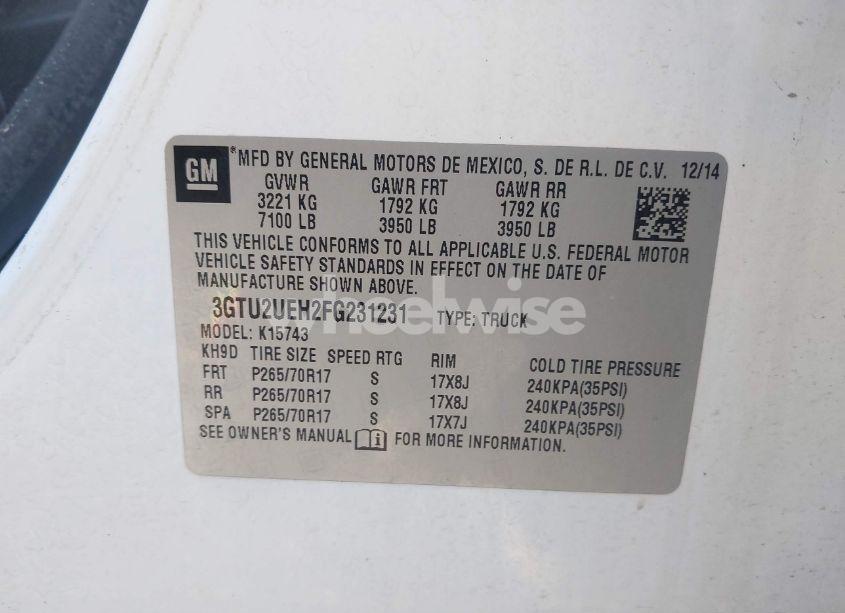 GM
® MFD BY GENERAL MOTORS DE MEXICO, S. DE R.L. DE C.V. 12/14
GVWR GAWR FRT GAWR RR
3221 KG 1792 KG 1792 KG
7100 LB 3950 LB 3950 LB
THIS VEHICLE CONFORMS TO ALL APPLICABLE U.S. FEDERAL MOTOR
VEHICLE SAFETY STANDARDS IN EFFECT ON THE DATE OF
MANUFACTURE SHOWN ABOVE.
3GTU2UEH2FG231231 TYPE: TRUCK
wheelwise
MODEL: K15743
KH9D TIRE SIZE SPEED RTG RIM COLD TIRE PRESSURE
FRT P265/70R17 S 17X8J 240KPA(35PSI)
RR P265/70R17 S 17X8J 240KPA(35PSI)
SPA P265/70R17 S 17X7J 240KPA(35PSI)
SEE OWNER'S MANUAL FOR MORE INFORMATION.